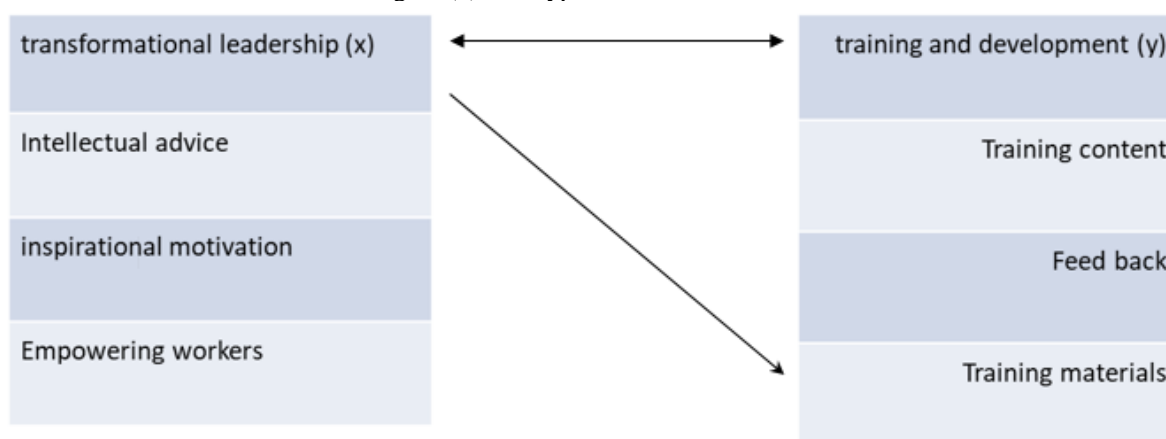 transformational leadership (x)
training and development (y)
Intellectual advice
Training content
inspirational motivation
Feed back
Empowering workers
Training materials